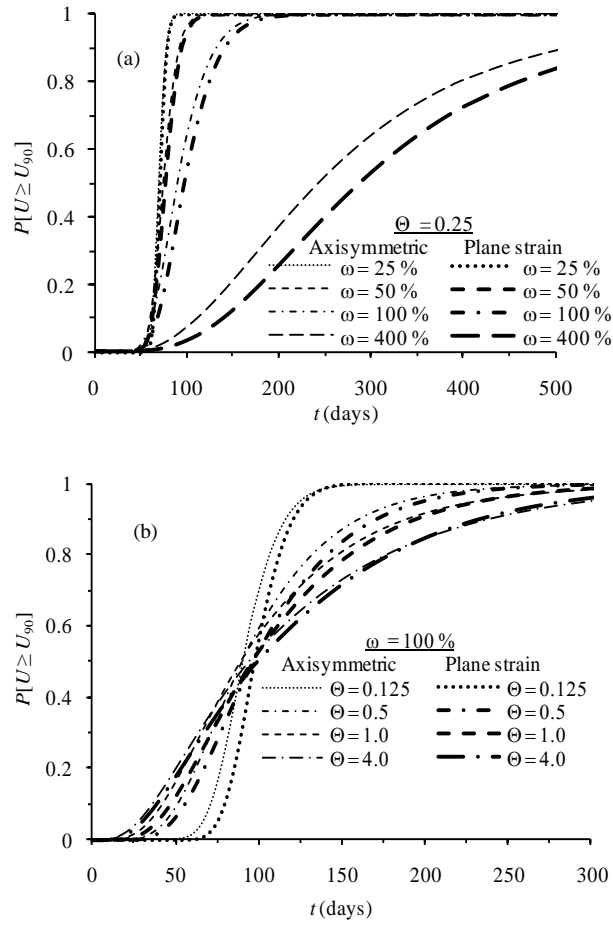 (a)
P[U ≥ U90]
1
0.8
0.6
0.4
0.2
0
Θ = 0.25
Axisymmetric Plane strain
ω = 25 % ω = 25 %
ω = 50 % ω = 50 %
ω = 100 % ω = 100 %
ω = 400 % ω = 400 %
0 100 200 300 400 500
t (days)
(b)
P[U ≥ U90]
1
0.8
0.6
0.4
0.2
0
ω = 100 %
Axisymmetric Plane strain
Θ = 0.125 Θ = 0.125
Θ = 0.5 Θ = 0.5
Θ = 1.0 Θ = 1.0
Θ = 4.0 Θ = 4.0
0 50 100 150 200 250 300
t (days)